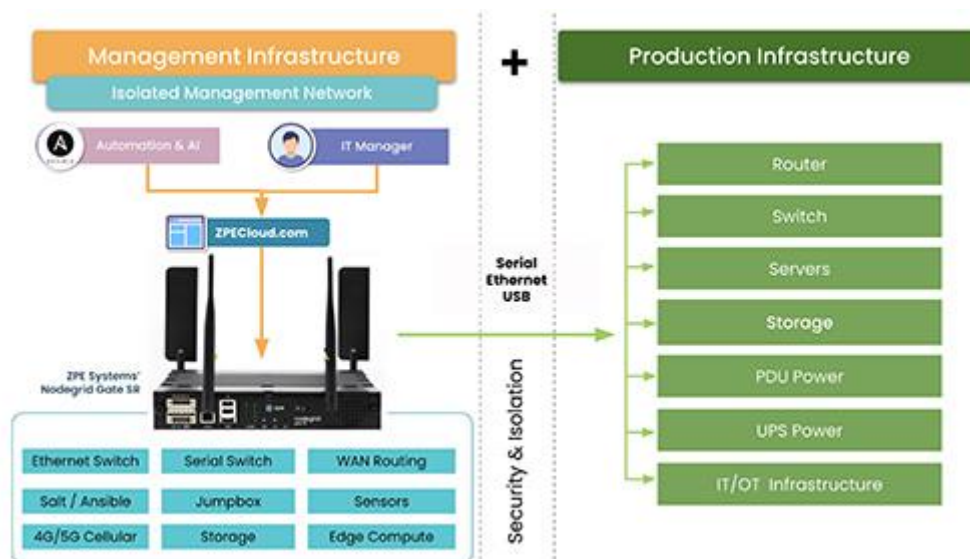 Management Infrastructure
Isolated Management Network
Automation & AI
IT Manager
ZPECloud.com
ZPE Systems'
Nodegrid Gate SR
Ethernet Switch
Serial Switch
WAN Routing
Salt / Ansible
Jumpbox
Sensors
4G/5G Cellular
Storage
Edge Compute
+
Serial
Ethernet
USB
Security & Isolation
Production Infrastructure
Router
Switch
Servers
Storage
PDU Power
UPS Power
IT/OT Infrastructure